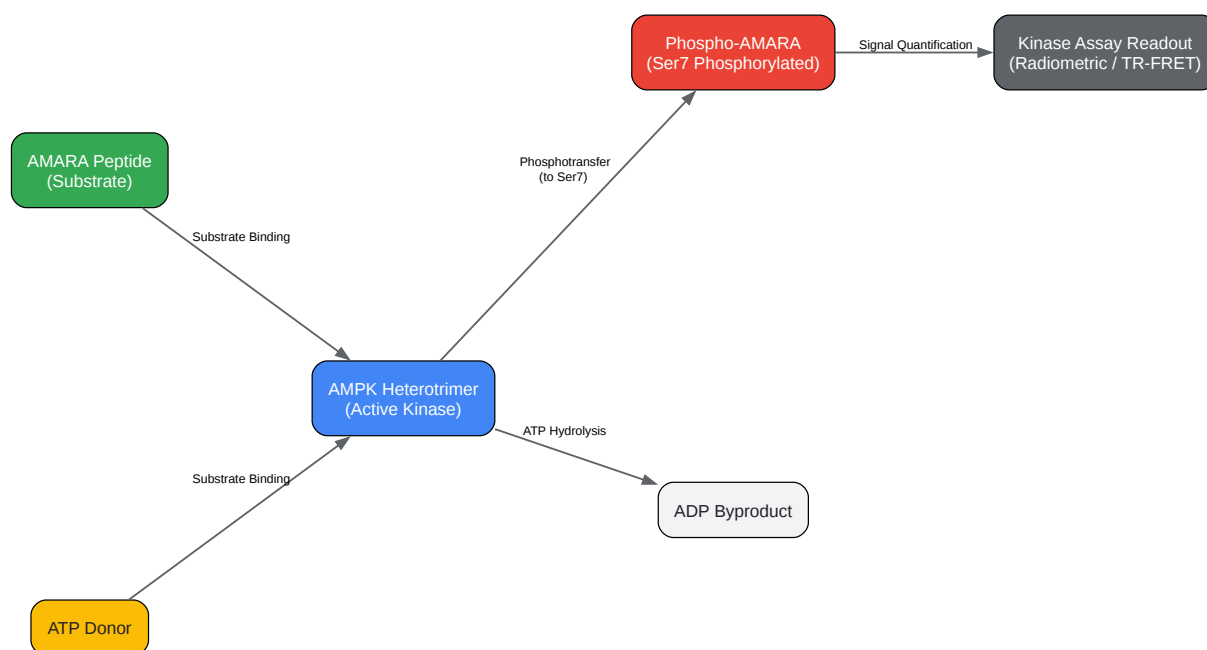 Phospho-AMARA
(Ser7 Phosphorylated)
Signal Quantification
Kinase Assay Readout
(Radiometric / TR-FRET)
AMARA Peptide
(Substrate)
Phosphotransfer
(to Ser7)
Substrate Binding
AMPK Heterotrimer
(Active Kinase)
ATP Hydrolysis
Substrate Binding
ADP Byproduct
ATP Donor